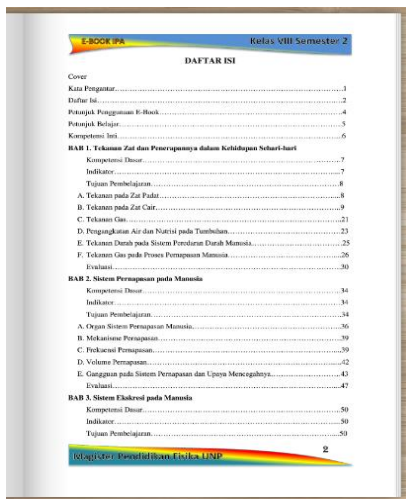 E-BOOK IPA Kelas VIII Semester 2
DAFTAR ISI
Cover
Kata Pengantar.....1
Daftar Isi.....2
Petunjuk Penggunaan E-Book.....4
Petunjuk Belajar.....5
Kompetensi Inti.....6
BAB 1. Tekanan Zat dan Penerapannya dalam Kehidupan Sehari-hari
Kompetensi Dasar.....7
Indikator.....7
Tujuan Pembelajaran.....8
A. Tekanan pada Zat Padat.....8
B. Tekanan pada Zat Cair.....9
C. Tekanan Gas.....21
D. Pengangkatan Air dan Nutrisi pada Tumbuhan.....23
E. Tekanan Darah pada Sistem Peredaran Darah Manusia.....25
F. Tekanan Gas pada Proses Pernapasan Manusia.....26
Evaluasi.....30
BAB 2. Sistem Pernapasan pada Manusia
Kompetensi Dasar.....34
Indikator.....34
Tujuan Pembelajaran.....34
A. Organ Sistem Pernapasan Manusia.....36
B. Mekanisme Pernapasan.....39
C. Frekuensi Pernapasan.....39
D. Volume Pernapasan.....42
E. Gangguan pada Sistem Pernapasan dan Upaya Mencegahnya.....43
Evaluasi.....47
BAB 3. Sistem Ekskresi pada Manusia
Kompetensi Dasar.....50
Indikator.....50
Tujuan Pembelajaran.....50
2
Magister Pendidikan Fisika UNP